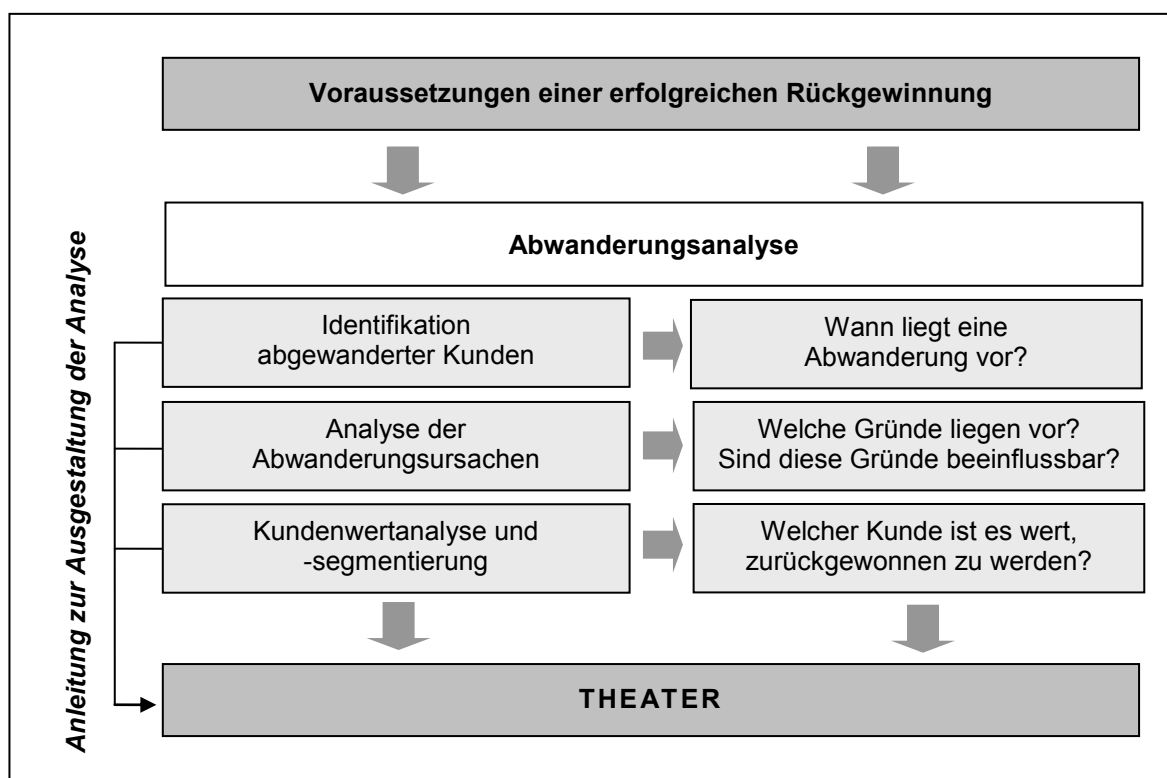 Voraussetzungen einer erfolgreichen Rückgewinnung
Abwanderungsanalyse
Anleitung zur Ausgestaltung der Analyse
Identifikation
abgewanderter Kunden
Wann liegt eine
Abwanderung vor?
Analyse der
Abwanderungsursachen
Welche Gründe liegen vor?
Sind diese Gründe beeinflussbar?
Kundenwertanalyse und
-segmentierung
Welcher Kunde ist es wert,
zurückgewonnen zu werden?
THEATER